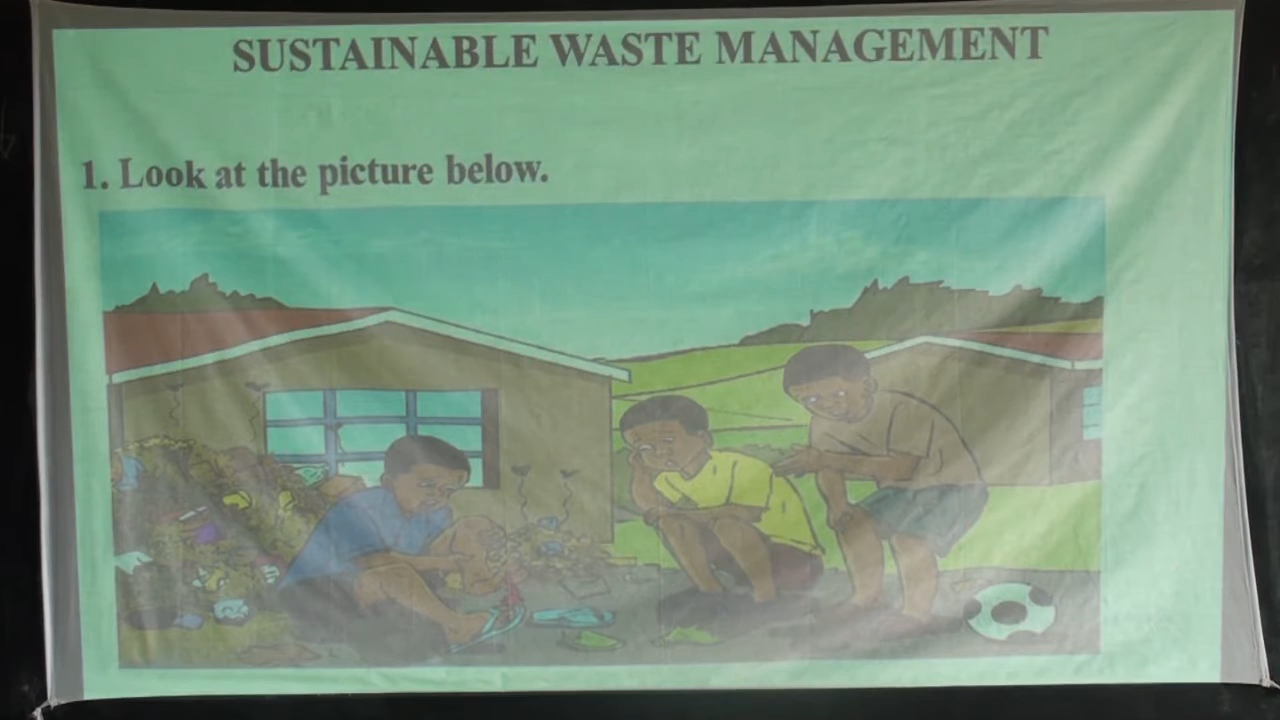 SUSTAINABLE WASTE MANAGEMENT
1. Look at the picture below.